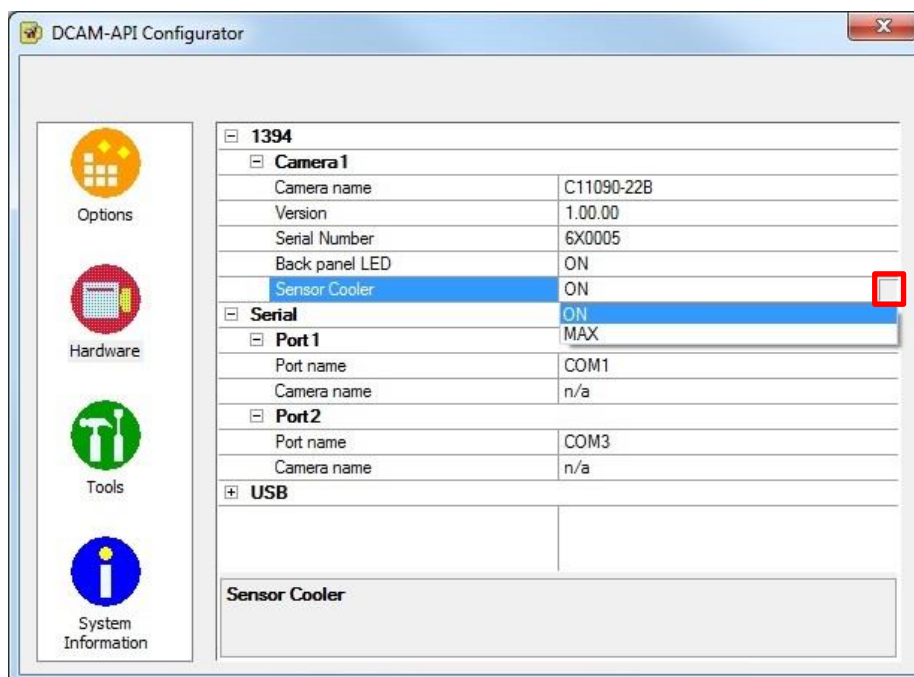 DCAM-API Configurator
Options
Hardware
Tools
System
Information
1394
Camera1
Camera name C11090-22B
Version 1.00.00
Serial Number 6X0005
Back panel LED ON
Sensor Cooler ON
ON
MAX
Serial
Port1
Port name COM1
Camera name n/a
Port2
Port name COM3
Camera name n/a
USB
Sensor Cooler